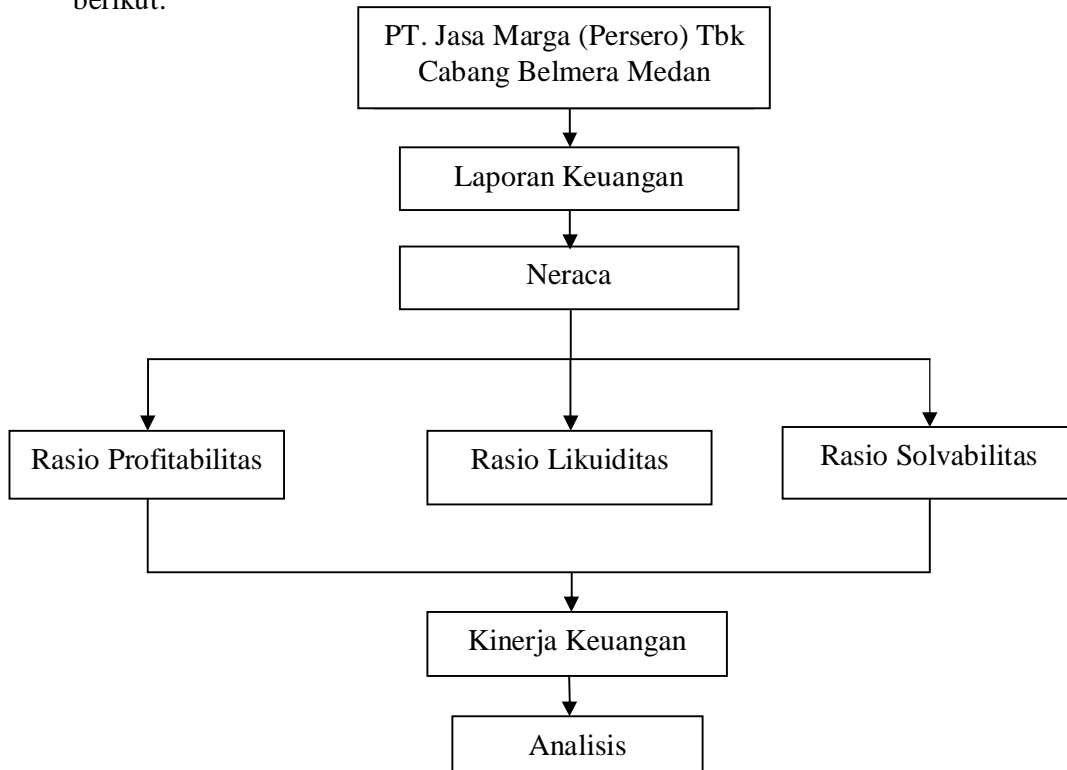 berikut:
PT. Jasa Marga (Persero) Tbk
Cabang Belmera Medan
Laporan Keuangan
Neraca
Rasio Profitabilitas
Rasio Likuiditas
Rasio Solvabilitas
Kinerja Keuangan
Analisis